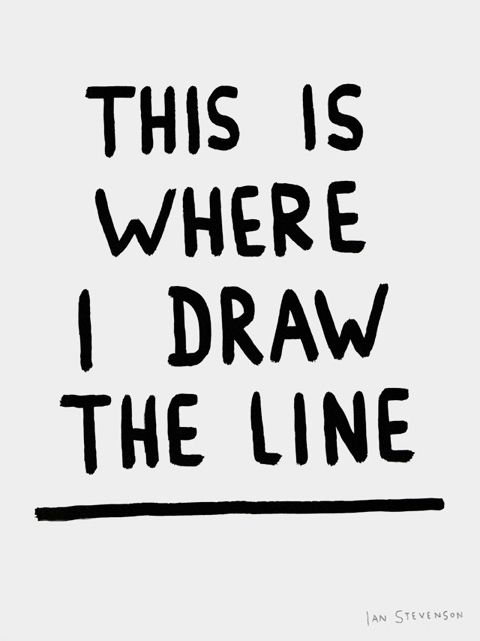 THIS IS
WHERE
I DRAW
THE LINE
IAN STEVENSON